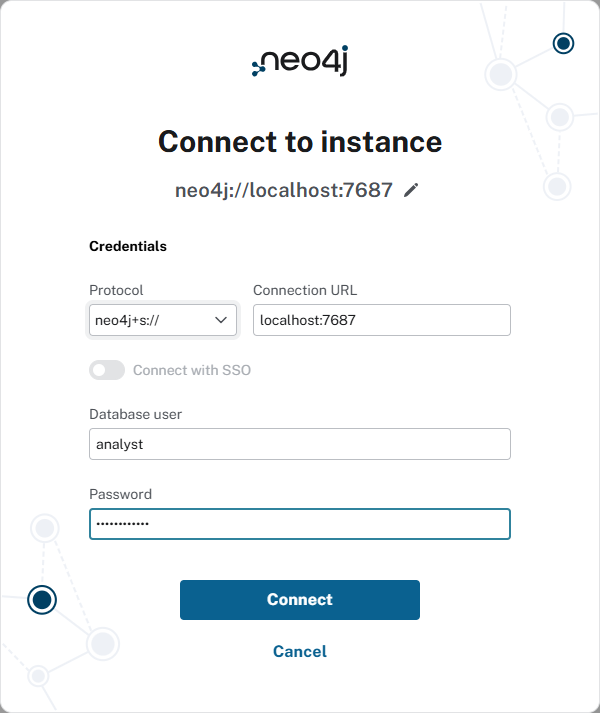 neo4j
Connect to instance
neo4j://localhost:7687
Credentials
Protocol
Connection URL
neo4j+s://
localhost:7687
Connect with SSO
Database user
analyst
Password
••••••••••••
Connect
Cancel